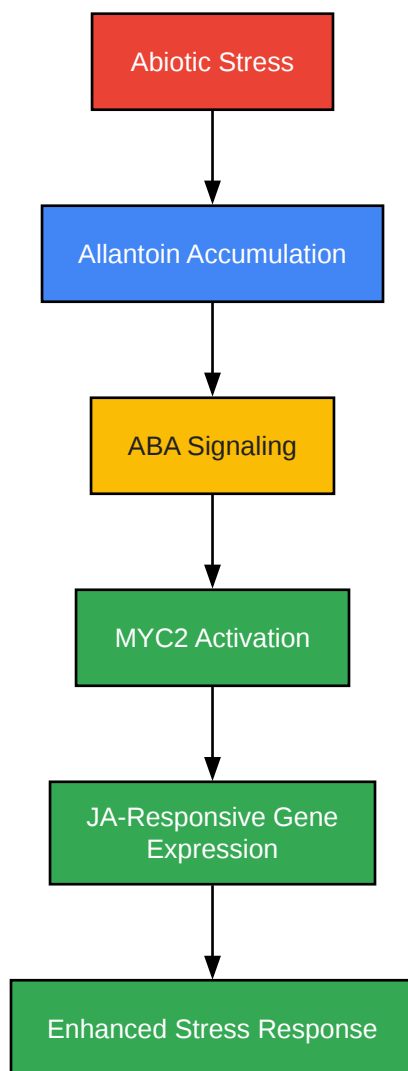 Abiotic Stress
Allantoin Accumulation
ABA Signaling
MYC2 Activation
JA-Responsive Gene
Expression
Enhanced Stress Response